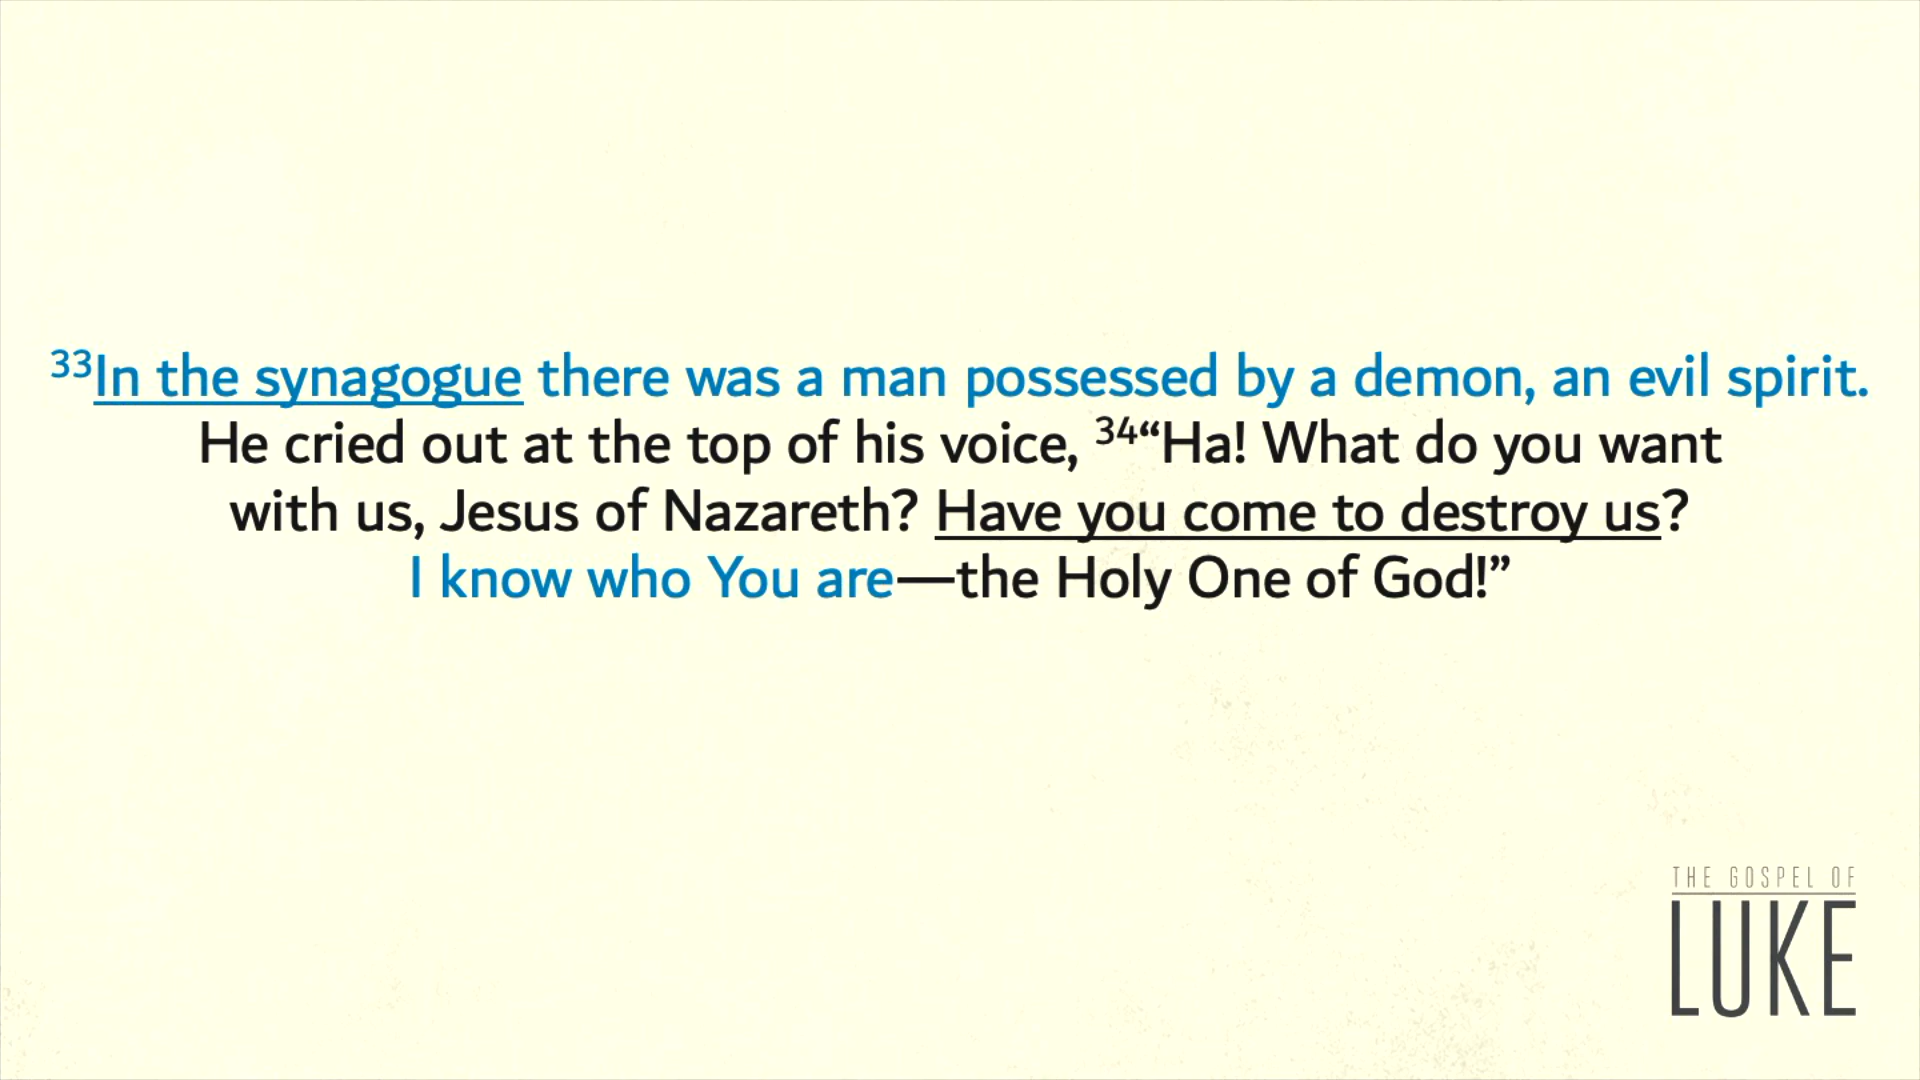 ³³In the synagogue there was a man possessed by a demon, an evil spirit.
He cried out at the top of his voice, ³⁴“Ha! What do you want
with us, Jesus of Nazareth? Have you come to destroy us?
I know who You are—the Holy One of God!”
THE GOSPEL OF
LUKE